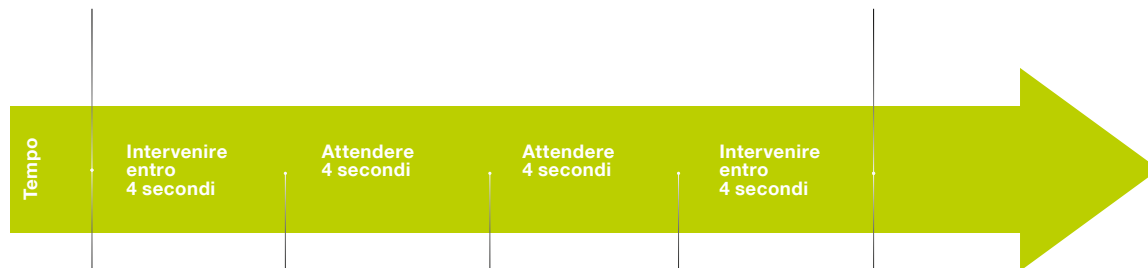 Tempo
Intervenire
entro
4 secondi
Attendere
4 secondi
Attendere
4 secondi
Intervenire
entro
4 secondi